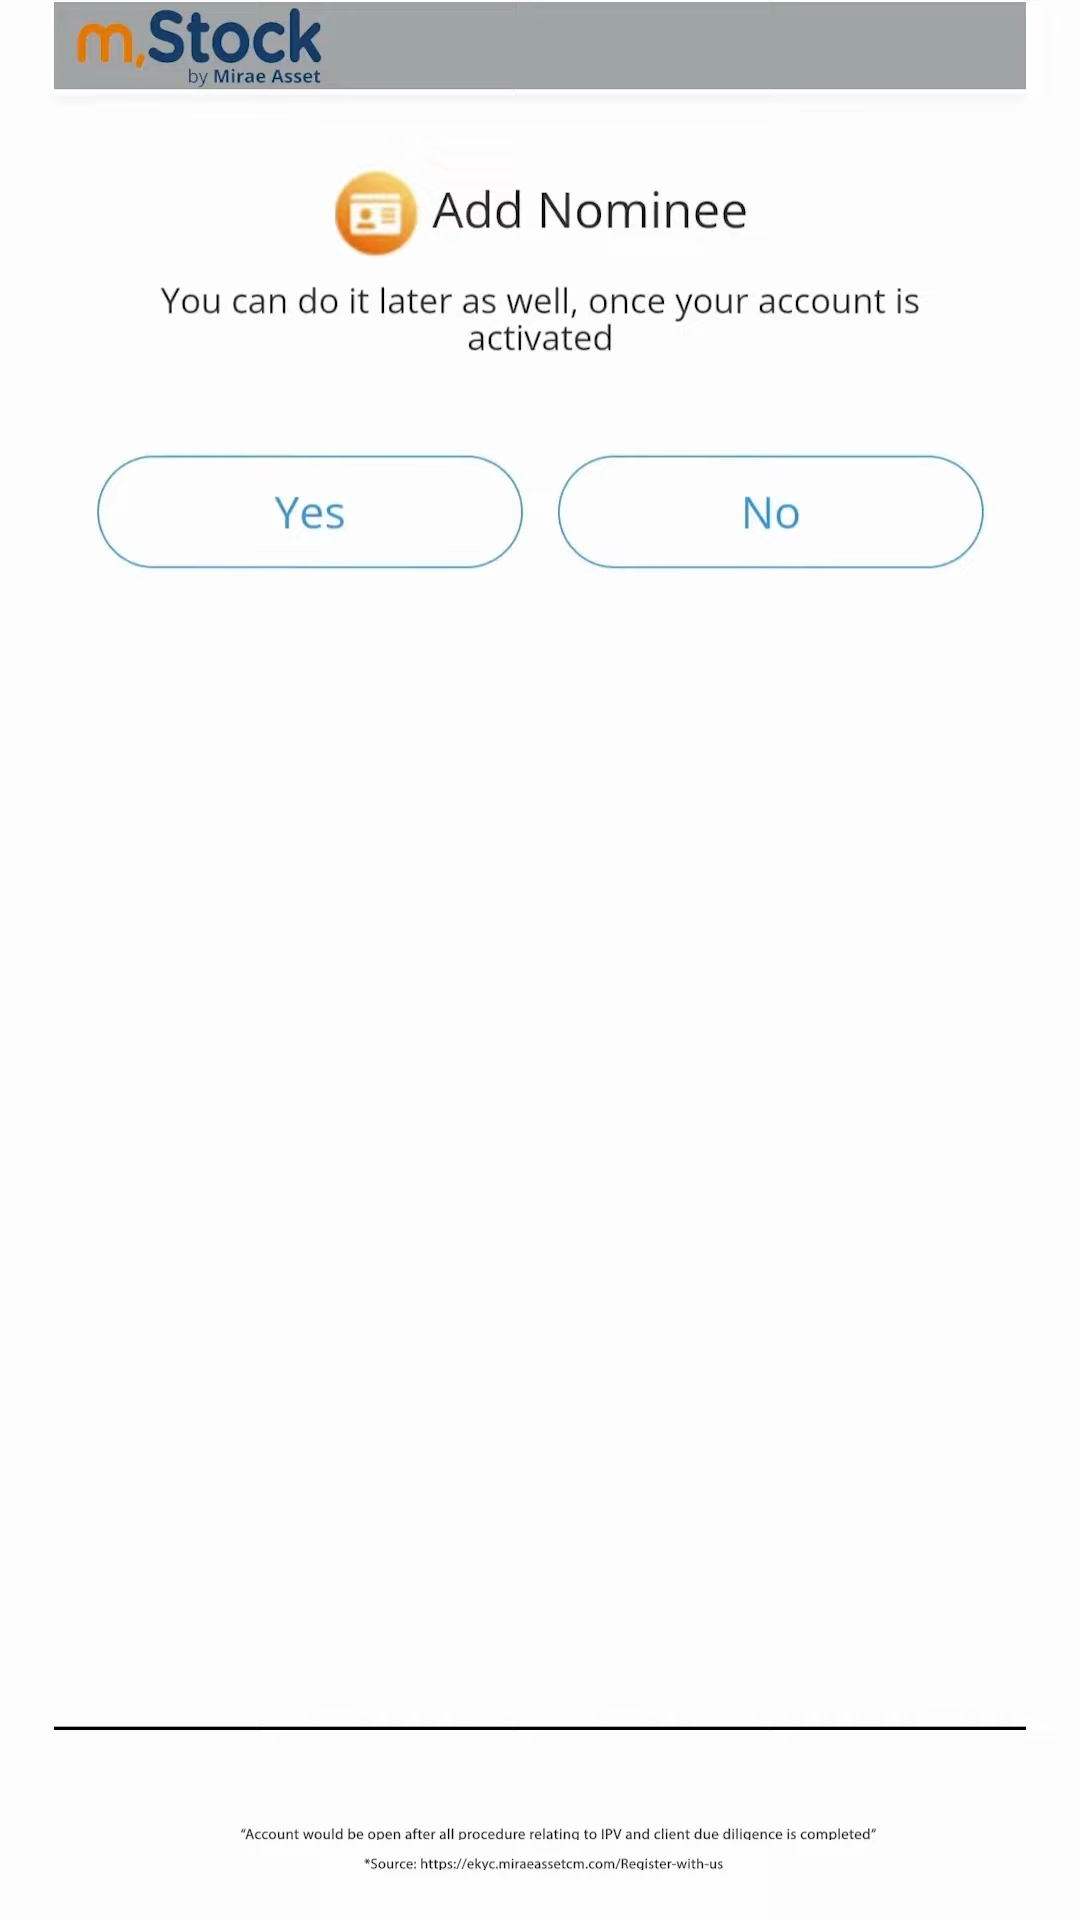 m.Stock
by Mirae Asset
Add Nominee
You can do it later as well, once your account is
activated
Yes
No
“Account would be open after all procedure relating to IPV and client due diligence is completed”
*Source: https://ekyc.miraeassetcm.com/Register-with-us